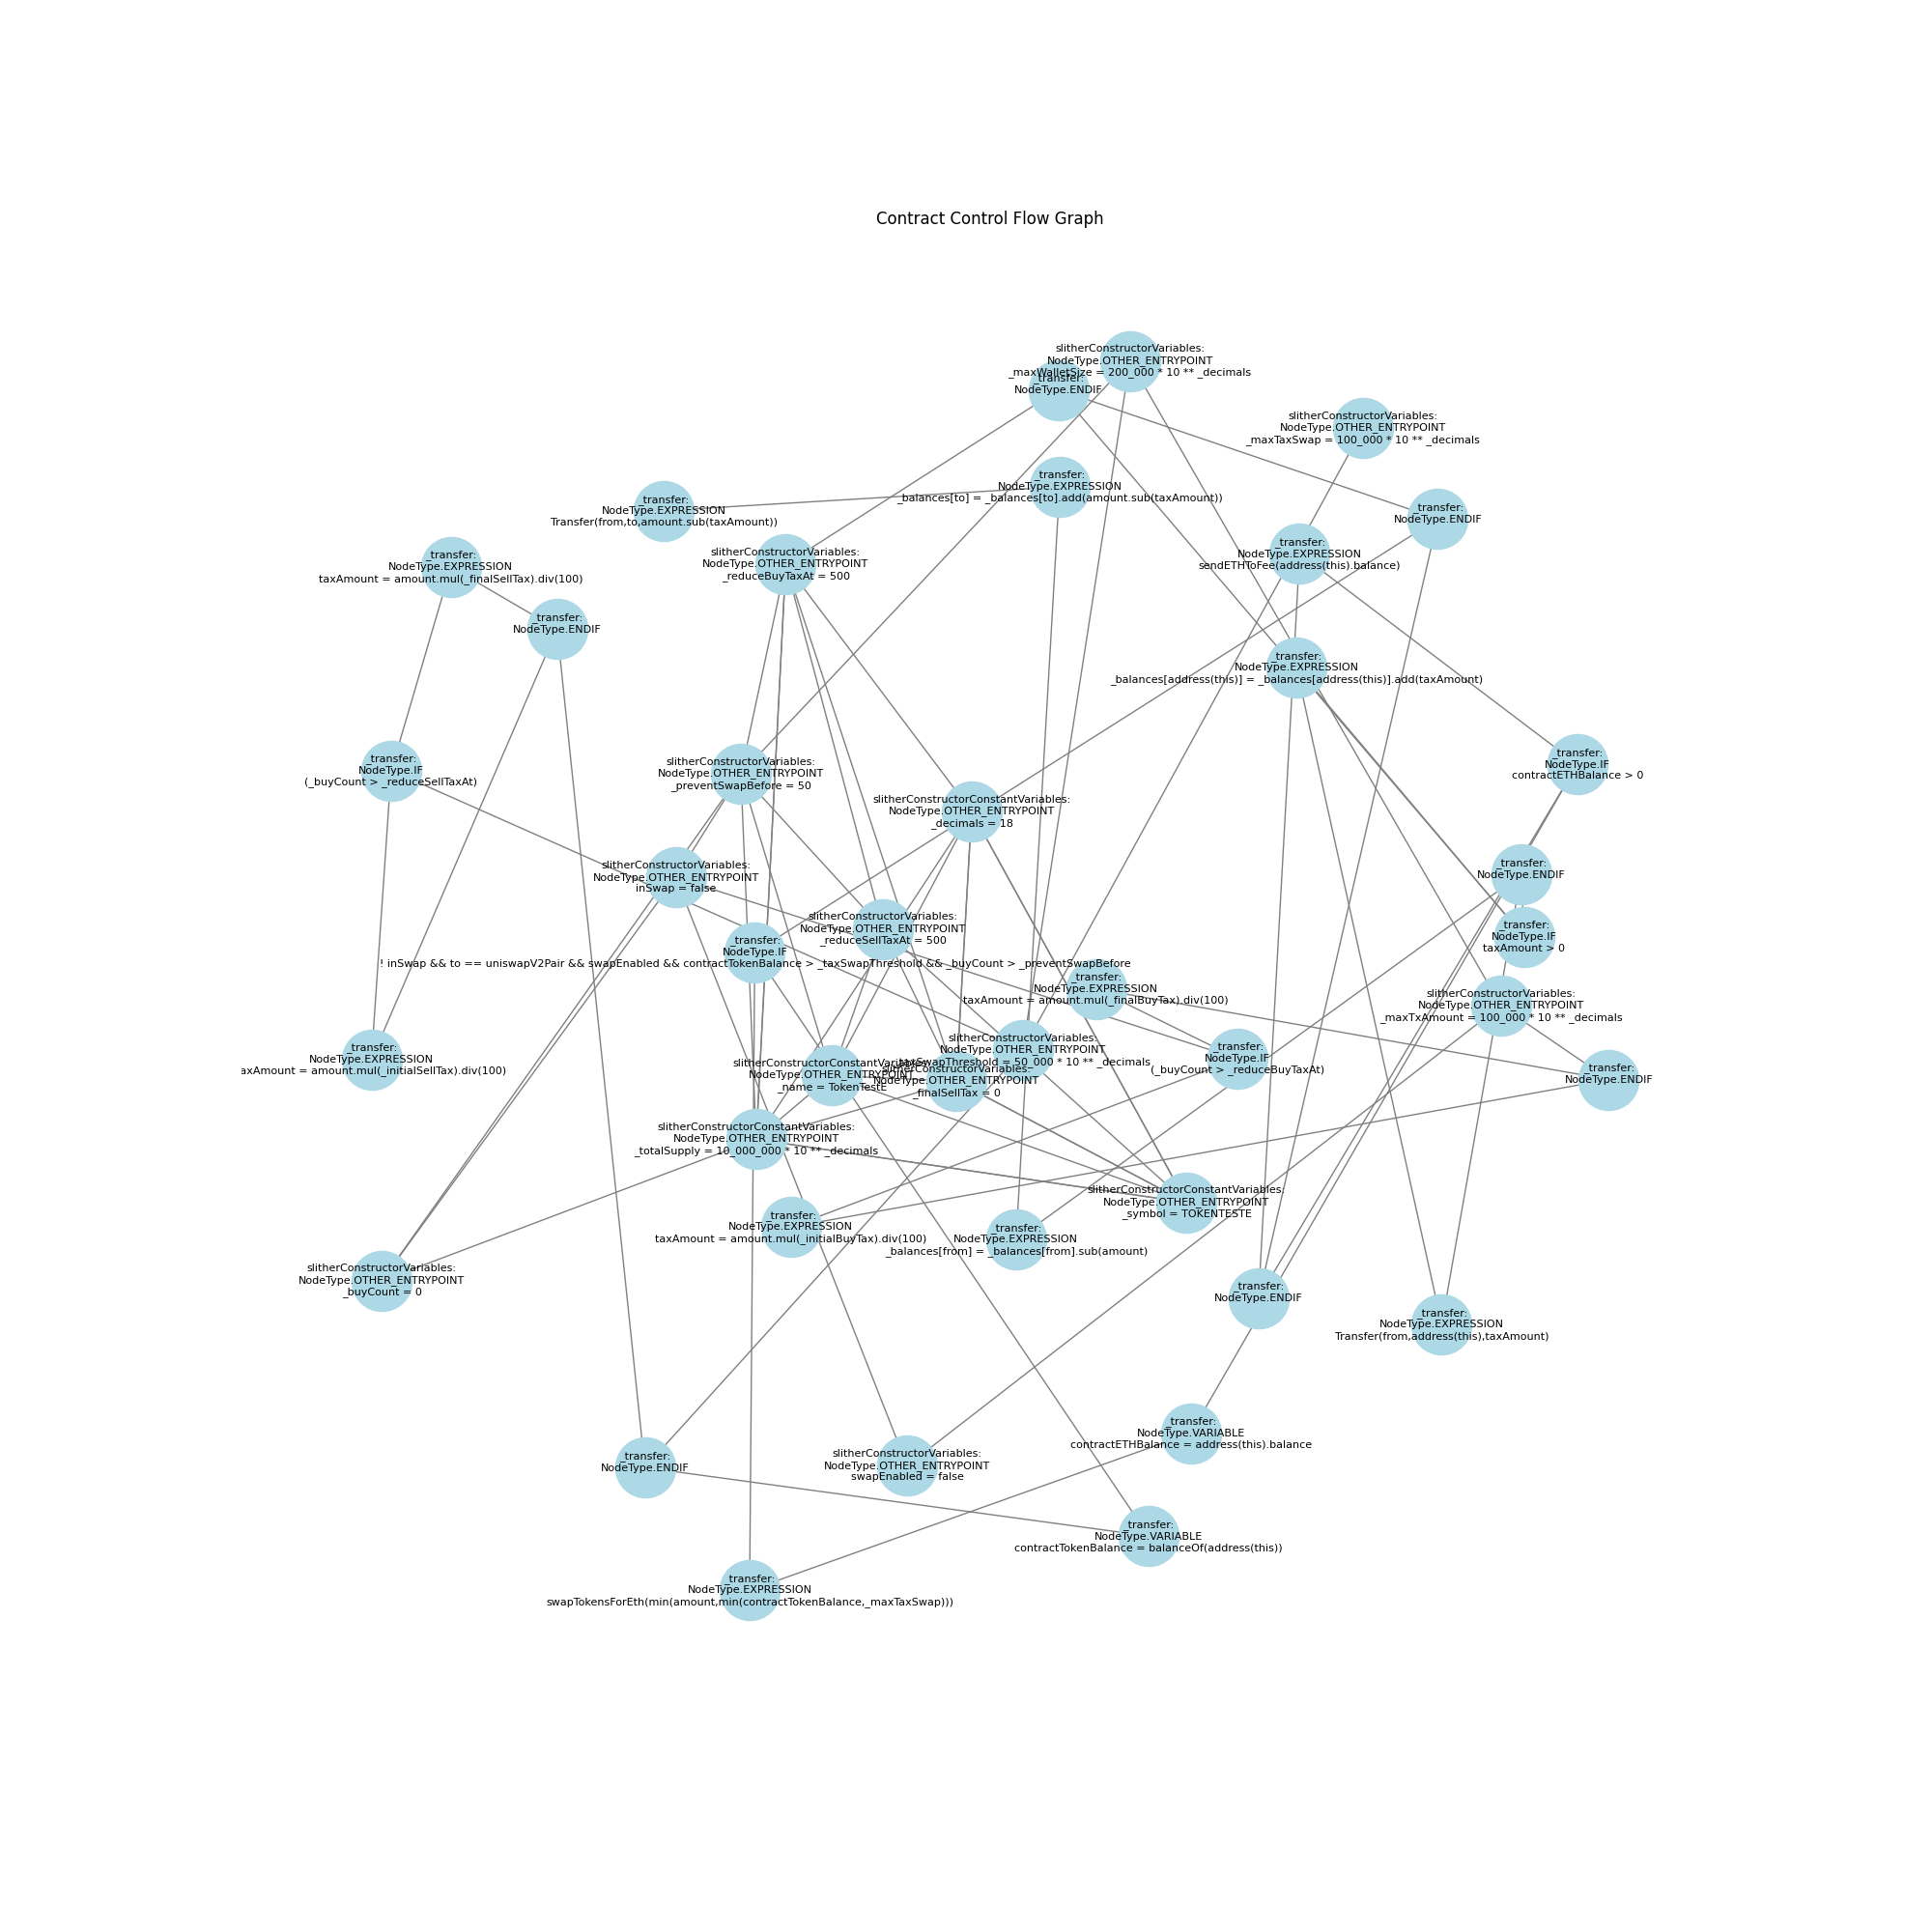 Contract Control Flow Graph
slitherConstructorVariables:
NodeType.OTHER_ENTRYPOINT
_maxWalletSize = 200_000 * 10 ** _decimals
_transfer:
NodeType.ENDIF
slitherConstructorVariables:
NodeType.OTHER_ENTRYPOINT
_maxTaxSwap = 100_000 * 10 ** _decimals
_transfer:
NodeType.EXPRESSION
_balances[to] = _balances[to].add(amount.sub(taxAmount))
_transfer:
NodeType.EXPRESSION
Transfer(from,to,amount.sub(taxAmount))
_transfer:
NodeType.ENDIF
_transfer:
NodeType.EXPRESSION
sendETHToFee(address(this).balance)
slitherConstructorVariables:
NodeType.OTHER_ENTRYPOINT
_reduceBuyTaxAt = 500
_transfer:
NodeType.EXPRESSION
taxAmount = amount.mul(_finalSellTax).div(100)
_transfer:
NodeType.ENDIF
_transfer:
NodeType.EXPRESSION
_balances[address(this)] = _balances[address(this)].add(taxAmount)
_transfer:
NodeType.IF
(_buyCount > _reduceSellTaxAt)
slitherConstructorVariables:
NodeType.OTHER_ENTRYPOINT
_preventSwapBefore = 50
_transfer:
NodeType.IF
contractETHBalance > 0
slitherConstructorConstantVariables:
NodeType.OTHER_ENTRYPOINT
_decimals = 18
slitherConstructorVariables:
NodeType.OTHER_ENTRYPOINT
inSwap = false
_transfer:
NodeType.ENDIF
slitherConstructorVariables:
NodeType.OTHER_ENTRYPOINT
_reduceSellTaxAt = 500
_transfer:
NodeType.IF
taxAmount > 0
_transfer:
NodeType.IF
! inSwap && to == uniswapV2Pair && swapEnabled && contractTokenBalance > _taxSwapThreshold && _buyCount > _preventSwapBefore
_transfer:
NodeType.EXPRESSION
taxAmount = amount.mul(_finalBuyTax).div(100)
slitherConstructorVariables:
NodeType.OTHER_ENTRYPOINT
_maxTxAmount = 100_000 * 10 ** _decimals
slitherConstructorVariables:
NodeType.OTHER_ENTRYPOINT
_taxSwapThreshold = 50_000 * 10 ** _decimals
_transfer:
NodeType.IF
(_buyCount > _reduceBuyTaxAt)
_transfer:
NodeType.EXPRESSION
axAmount = amount.mul(_initialSellTax).div(100)
slitherConstructorConstantVariables:
NodeType.OTHER_ENTRYPOINT
_name = TokenTestE
slitherConstructorVariables:
NodeType.OTHER_ENTRYPOINT
_finalSellTax = 0
_transfer:
NodeType.ENDIF
slitherConstructorConstantVariables:
NodeType.OTHER_ENTRYPOINT
_totalSupply = 10_000_000 * 10 ** _decimals
slitherConstructorConstantVariables:
NodeType.OTHER_ENTRYPOINT
_symbol = TOKENTESTE
_transfer:
NodeType.EXPRESSION
taxAmount = amount.mul(_initialBuyTax).div(100)
_transfer:
NodeType.EXPRESSION
_balances[from] = _balances[from].sub(amount)
slitherConstructorVariables:
NodeType.OTHER_ENTRYPOINT
_buyCount = 0
_transfer:
NodeType.ENDIF
_transfer:
NodeType.EXPRESSION
Transfer(from,address(this),taxAmount)
_transfer:
NodeType.VARIABLE
contractETHBalance = address(this).balance
_transfer:
NodeType.ENDIF
slitherConstructorVariables:
NodeType.OTHER_ENTRYPOINT
swapEnabled = false
_transfer:
NodeType.VARIABLE
contractTokenBalance = balanceOf(address(this))
_transfer:
NodeType.EXPRESSION
swapTokensForEth(min(amount,min(contractTokenBalance,_maxTaxSwap)))